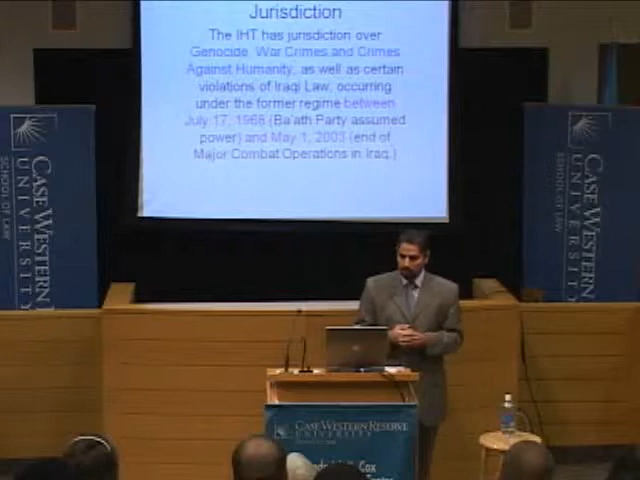 Jurisdiction
The IHT has jurisdiction over
Genocide, War Crimes and Crimes
Against Humanity, as well as certain
violations of Iraqi Law, occurring
under the former regime between
July 17, 1968 (Ba'ath Party assumed
power) and May 1, 2003 (end of
Major Combat Operations in Iraq.)
CASE WESTERN
UNIVERSITY
SCHOOL OF LAW
CASE WESTERN
UNIVERSITY
SCHOOL OF LAW
CASE WESTERN RESERVE
UNIVERSITY
Cox